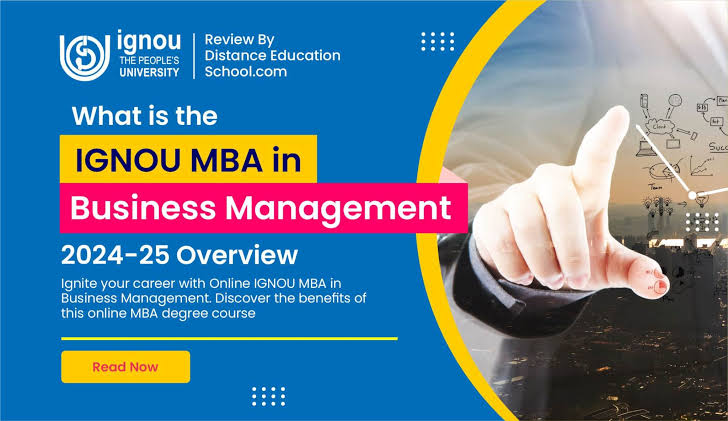 ignou
THE PEOPLE'S
UNIVERSITY
Review By
Distance Education
School.com
What is the
IGNOU MBA in
Business Management
2024-25 Overview
Ignite your career with Online IGNOU MBA in
Business Management. Discover the benefits of
this online MBA degree course
Read Now
Client
Team